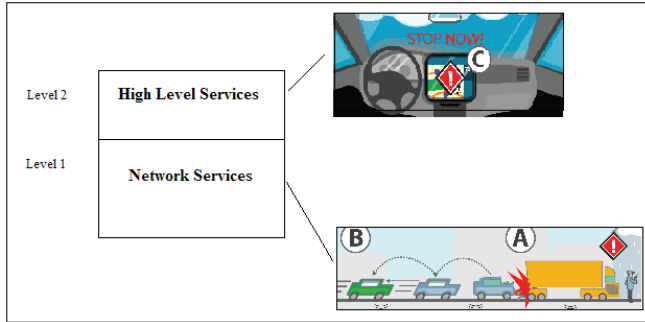 STOP NOW!
C
Level 2
High Level Services
Level 1
Network Services
B
A